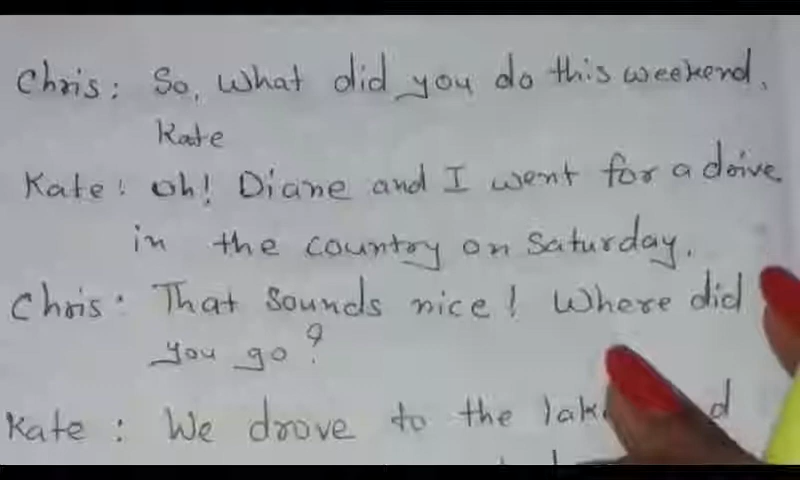 Chris: So, what did you do this weekend,
Kate
Kate: Oh! Diane and I went for a drive
in the country on Saturday.
Chris: That sounds nice! Where did
you go?
Kate: We drove to the